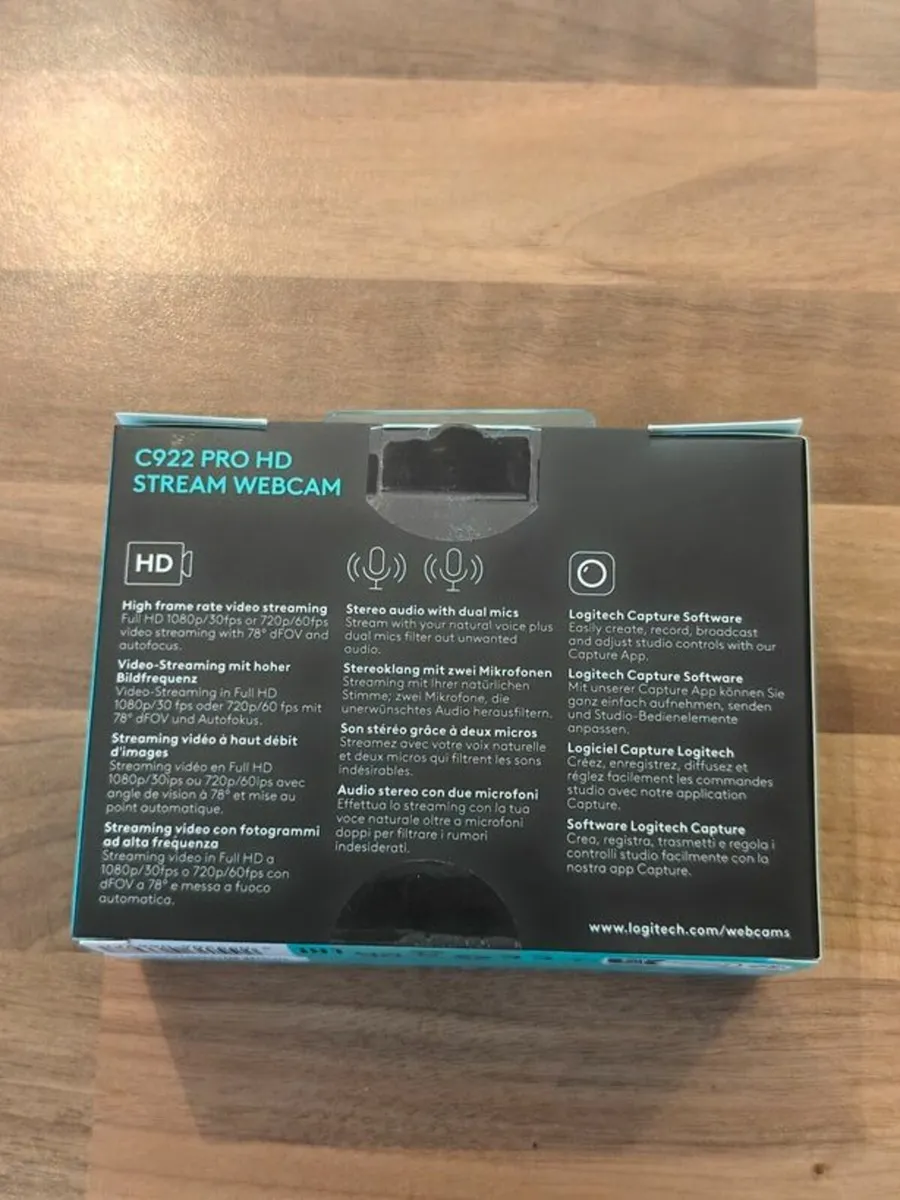 C922 PRO HD
STREAM WEBCAM
HD
High frame rate video streaming
Full HD 1080p/30fps or 720p/60fps
video streaming with 78° dFOV and
autofocus.
Video-Streaming mit hoher
Bildfrequenz
Video-Streaming in Full HD
1080p/30 fps oder 720p/60 fps mit
78° dFOV und Autofokus.
Streaming vidéo à haut débit
d'images
Streaming vidéo en Full HD
1080p/30ips ou 720p/60ips avec
angle de vision à 78° et mise au
point automatique.
Streaming video con fotogrammi
ad alta frequenza
Streaming video in Full HD a
1080p/30fps o 720p/60fps con
dFOV a 78° e messa a fuoco
automatica.
Stereo audio with dual mics
Stream with your natural voice plus
dual mics filter out unwanted
audio.
Stereoklang mit zwei Mikrofonen
Streaming mit Ihrer natürlichen
Stimme; zwei Mikrofone, die
unerwünschtes Audio herausfiltern.
Son stéréo grâce à deux micros
Streamez avec votre voix naturelle
et deux micros qui filtrent les sons
indésirables.
Audio stereo con due microfoni
Effettua lo streaming con la tua
voce naturale oltre a microfoni
doppi per filtrare i rumori
indesiderati.
Logitech Capture Software
Easily create, record, broadcast
and adjust studio controls with our
Capture App.
Logitech Capture Software
Mit unserer Capture App können Sie
ganz einfach aufnehmen, senden
und Studio-Bedienelemente
anpassen.
Logiciel Capture Logitech
Créez, enregistrez, diffusez et
réglez facilement les commandes
studio avec notre application
Capture.
Software Logitech Capture
Crea, registra, trasmetti e regola i
controlli studio facilmente con la
nostra app Capture.
www.logitech.com/webcams